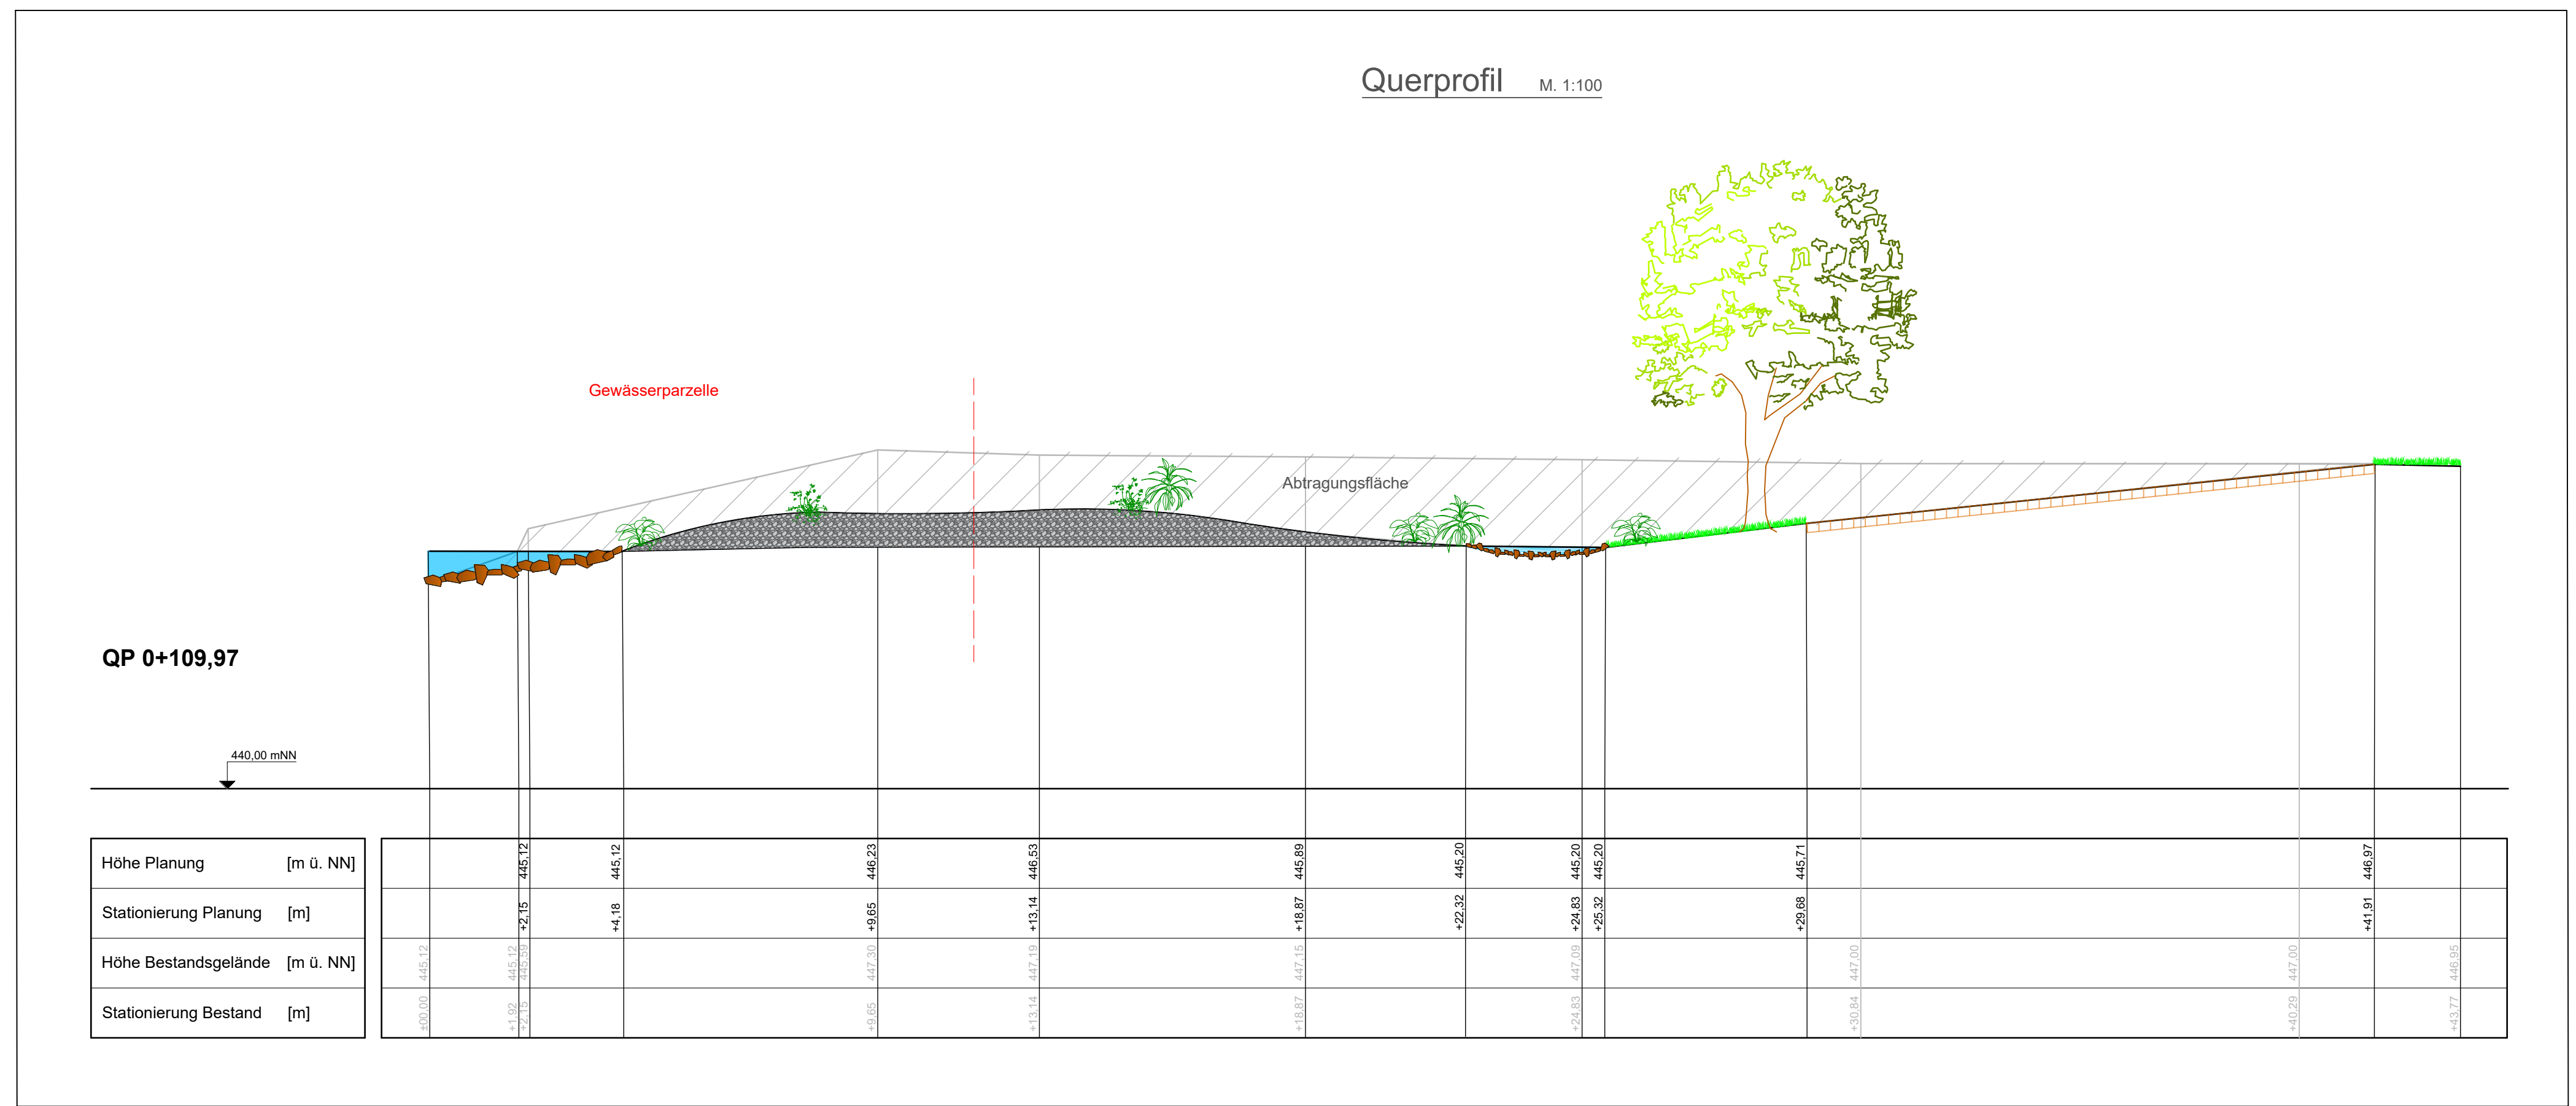 Querprofil M. 1:100
Gewässerparzelle
Abtragungsfläche
QP 0+109,97
440,00 mNN
Höhe Planung [m ü. NN] 445,12 445,12 446,23 446,53 445,89 445,20 445,20 445,20 445,71 446,97
Stationierung Planung [m] +2,15 +4,18 +9,65 +13,14 +18,87 +22,32 +24,83 +25,32 +29,68 +41,91
Höhe Bestandsgelände [m ü. NN] 445,12 445,12 445,59 447,30 447,19 447,15 447,09 447,00 447,00 446,95
Stationierung Bestand [m] ±00,00 +1,92 +2,15 +9,65 +13,14 +18,87 +24,83 +30,84 +40,29 +43,77